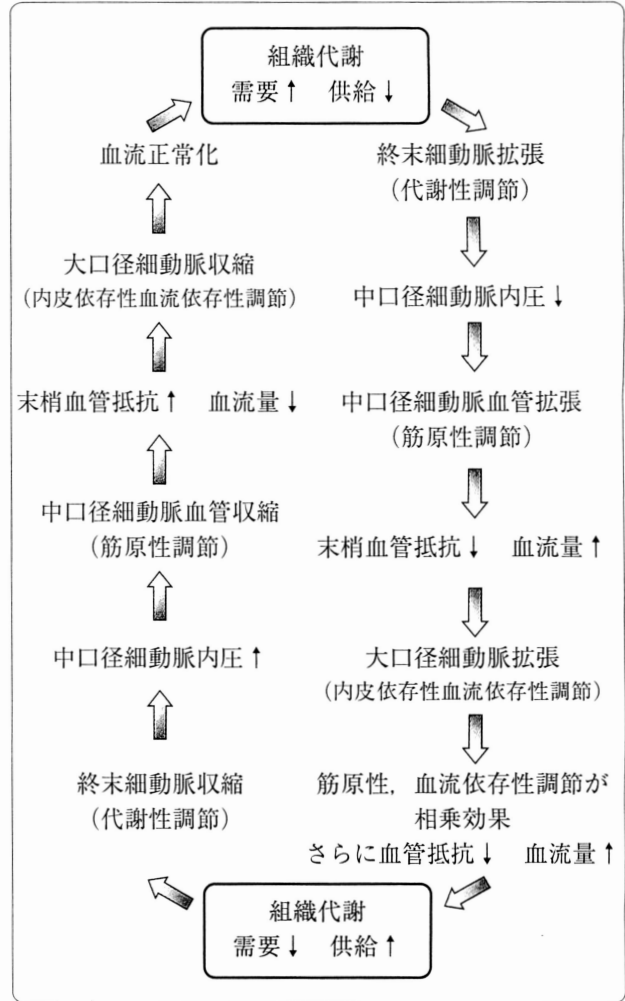 組織代謝
需要↑ 供給↓
終末細動脈拡張
(代謝性調節)
中口径細動脈内圧↓
中口径細動脈血管拡張
(筋原性調節)
末梢血管抵抗↓ 血流量↑
大口径細動脈拡張
(内皮依存性血流依存性調節)
筋原性,血流依存性調節が
相乗効果
さらに血管抵抗↓ 血流量↑
組織代謝
需要↓ 供給↑
終末細動脈収縮
(代謝性調節)
中口径細動脈内圧↑
中口径細動脈血管収縮
(筋原性調節)
末梢血管抵抗↑ 血流量↓
大口径細動脈収縮
(内皮依存性血流依存性調節)
血流正常化